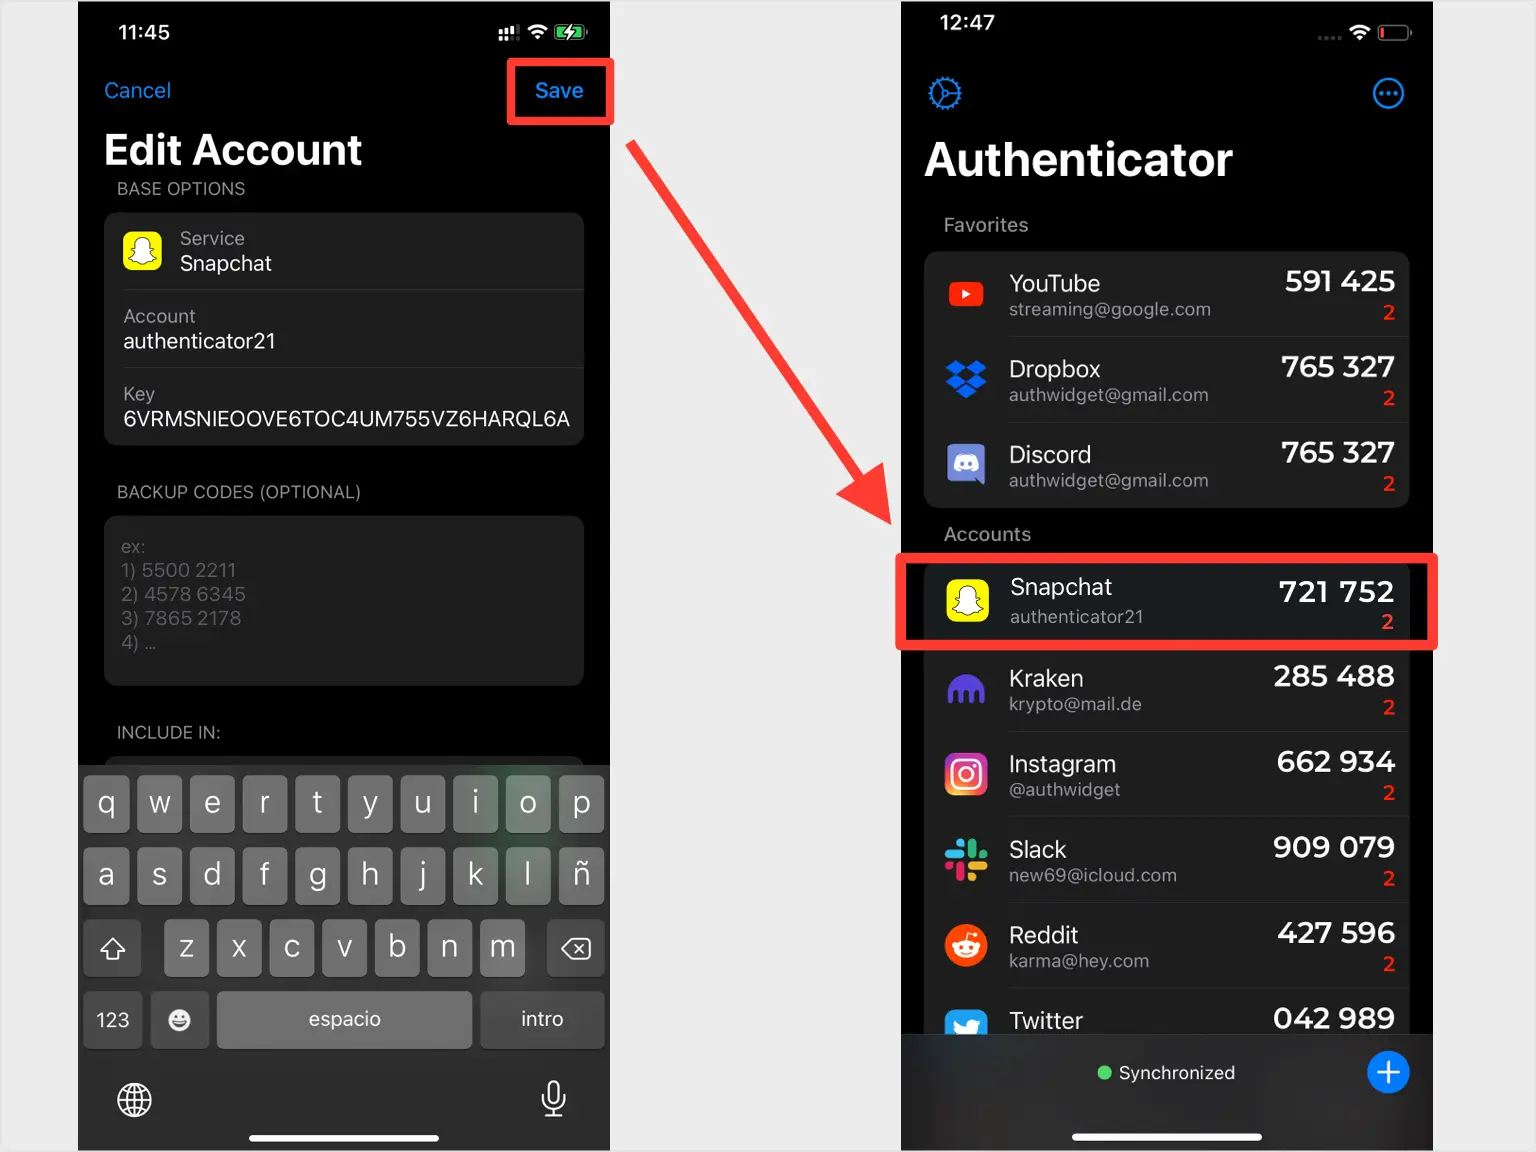 11:45
Cancel
Save
Edit Account
BASE OPTIONS
Service
Snapchat
Account
authenticator21
Key
6VRMSNIEOOVE6TOC4UM755VZ6HARQL6A
BACKUP CODES (OPTIONAL)
ex:
1) 5500 2211
2) 4578 6345
3) 7865 2178
4) ...
INCLUDE IN:
q w e r t y u i o p
a s d f g h j k l ñ
z x c v b n m
123 espacio intro
12:47
Authenticator
Favorites
YouTube 591 425
streaming@google.com 2
Dropbox 765 327
authwidget@gmail.com 2
Discord 765 327
authwidget@gmail.com 2
Accounts
Snapchat 721 752
authenticator21 2
Kraken 285 488
krypto@mail.de 2
Instagram 662 934
@authwidget 2
Slack 909 079
new69@icloud.com 2
Reddit 427 596
karma@hey.com 2
Twitter 042 989
Synchronized